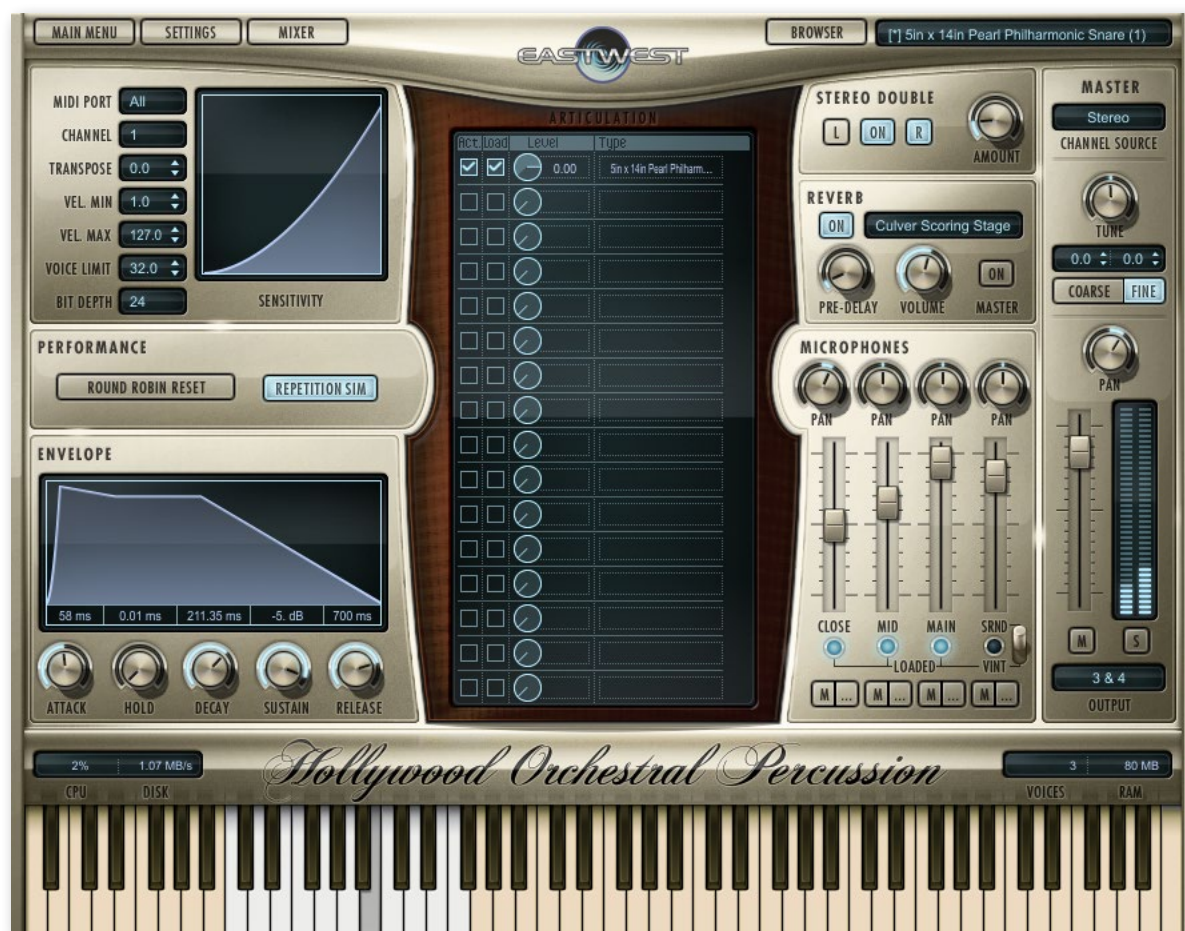 MAIN MENU SETTINGS MIXER EASTWEST BROWSER [*] 5in x 14in Pearl Philharmonic Snare (1)
MIDI PORT All
CHANNEL 1
TRANSPOSE 0.0
VEL. MIN 1.0
VEL. MAX 127.0
VOICE LIMIT 32.0
BIT DEPTH 24
SENSITIVITY
PERFORMANCE
ROUND ROBIN RESET REPETITION SIM
ENVELOPE
58 ms 0.01 ms 211.35 ms -5. dB 700 ms
ATTACK HOLD DECAY SUSTAIN RELEASE
ARTICULATION
Act. Load Level Type
0.00 5in x 14in Pearl Philharm...
STEREO DOUBLE
L ON R
AMOUNT
REVERB
ON Culver Scoring Stage
ON
PRE-DELAY VOLUME MASTER
MICROPHONES
PAN PAN PAN PAN
CLOSE MID MAIN SRND
LOADED VINT
M ... M ... M ... M ...
MASTER
Stereo
CHANNEL SOURCE
TUNE
0.0 0.0
COARSE FINE
PAN
M S
3 & 4
OUTPUT
2% 1.07 MB/s
CPU DISK
Hollywood Orchestral Percussion
3 80 MB
VOICES RAM